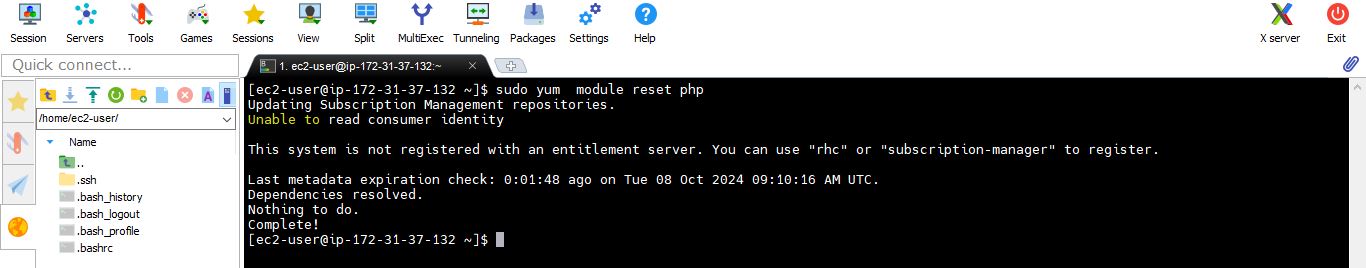 Session Servers Tools Games Sessions View Split MultiExec Tunneling Packages Settings Help X server Exit
Quick connect...
1. ec2-user@ip-172-31-37-132:~
/home/ec2-user/
Name
..
.ssh
.bash_history
.bash_logout
.bash_profile
.bashrc
[ec2-user@ip-172-31-37-132 ~]$ sudo yum  module reset php
Updating Subscription Management repositories.
Unable to read consumer identity
This system is not registered with an entitlement server. You can use "rhc" or "subscription-manager" to register.
Last metadata expiration check: 0:01:48 ago on Tue 08 Oct 2024 09:10:16 AM UTC.
Dependencies resolved.
Nothing to do.
Complete!
[ec2-user@ip-172-31-37-132 ~]$